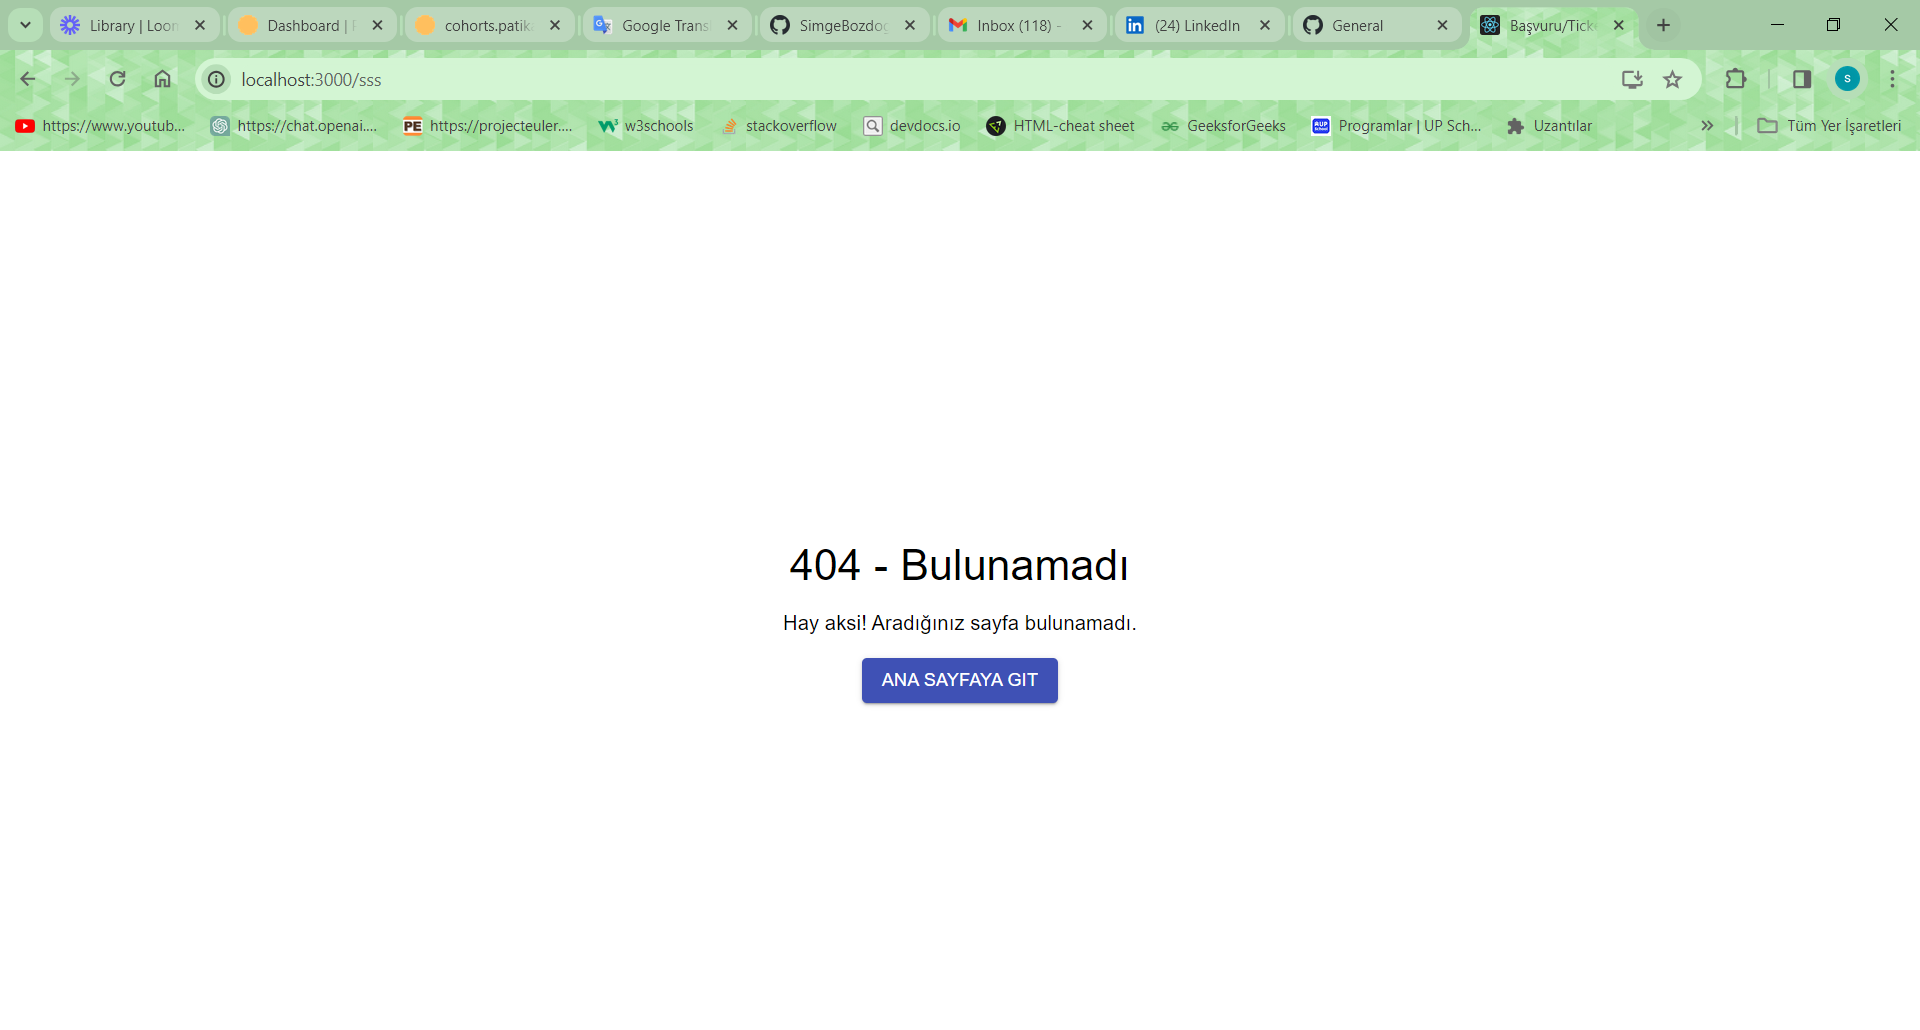 Library | Loom
Dashboard |
cohorts.patik
Google Trans
SimgeBozdog
Inbox (118) -
(24) LinkedIn
General
Başvuru/Ticke
localhost:3000/sss
S
https://www.youtub...
https://chat.openai....
PE
https://projecteuler....
w3schools
stackoverflow
devdocs.io
HTML-cheat sheet
GeeksforGeeks
Programlar | UP Sch...
Uzantılar
Tüm Yer İşaretleri
404 - Bulunamadı
Hay aksi! Aradığınız sayfa bulunamadı.
ANA SAYFAYA GIT